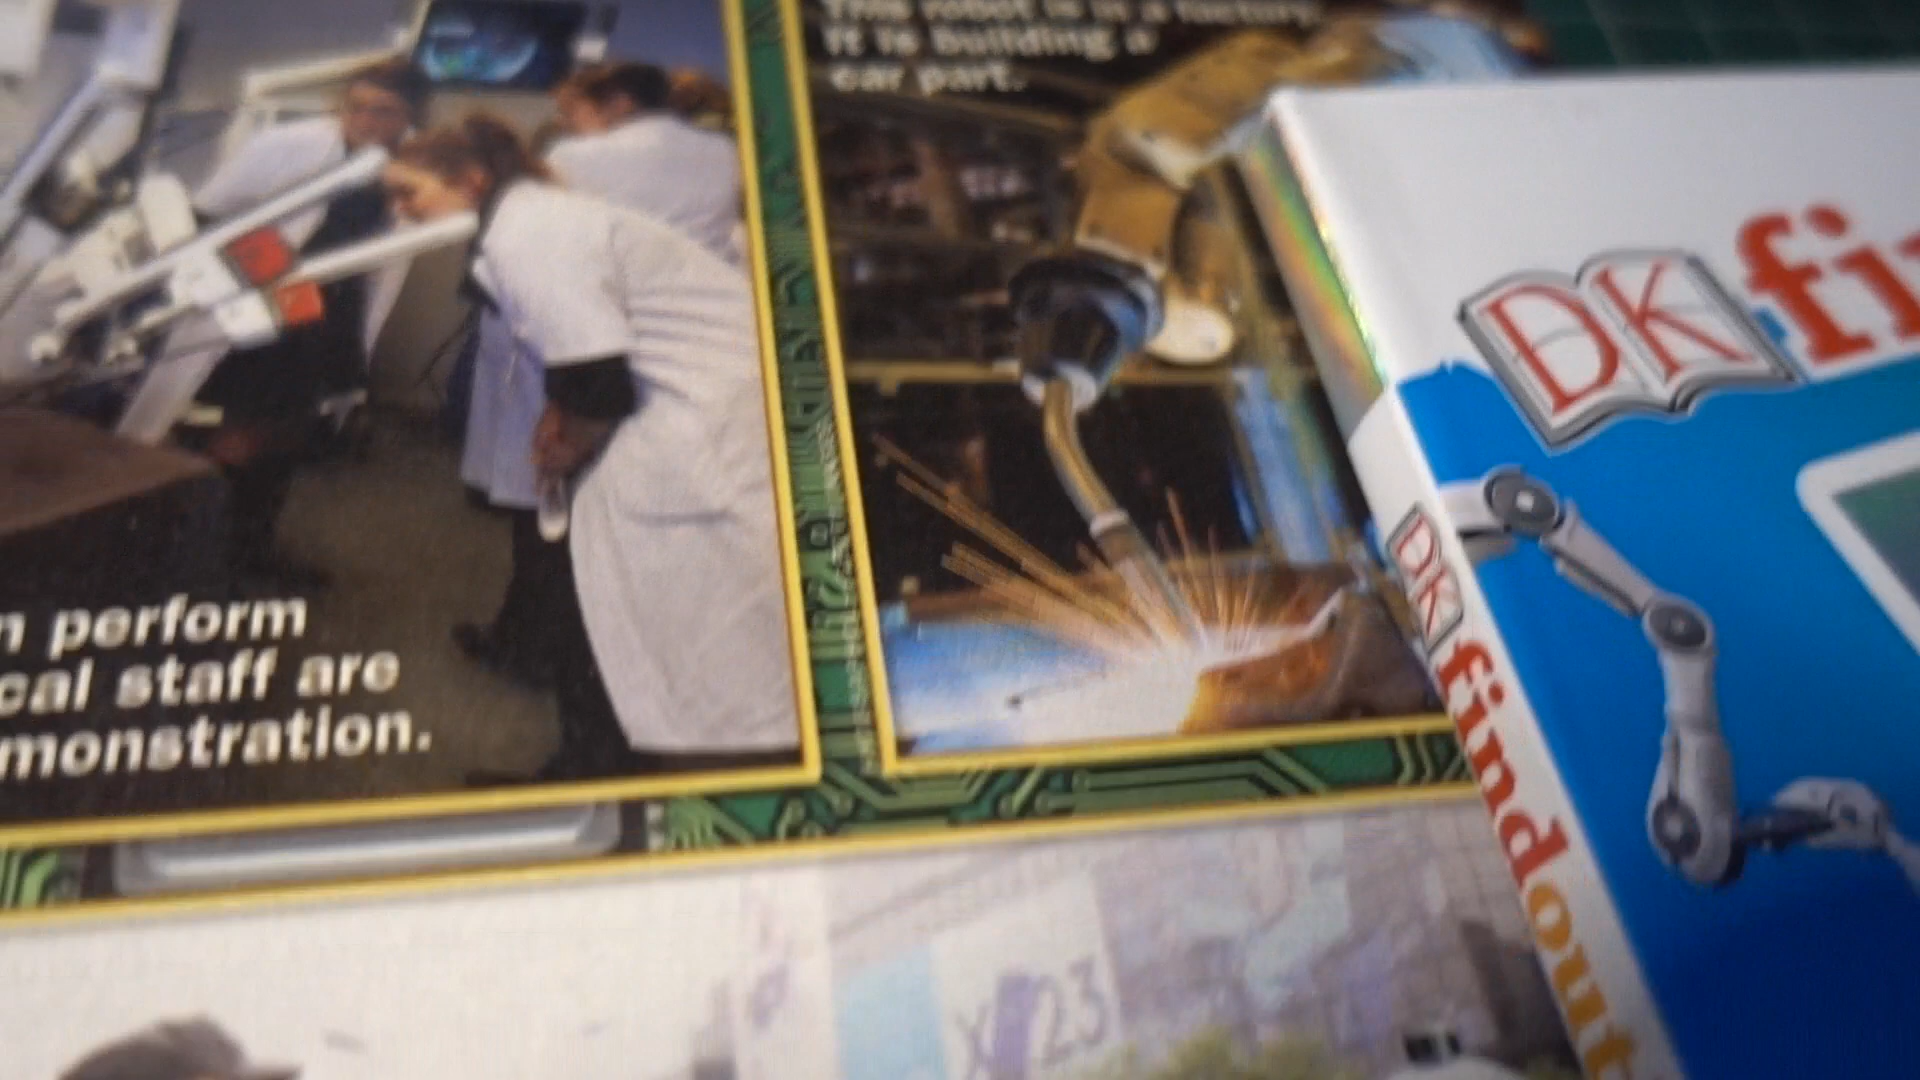 This robot is in a factory.
It is building a
car part.
n perform
cal staff are
monstration.
DK fin
DK findout
X 23